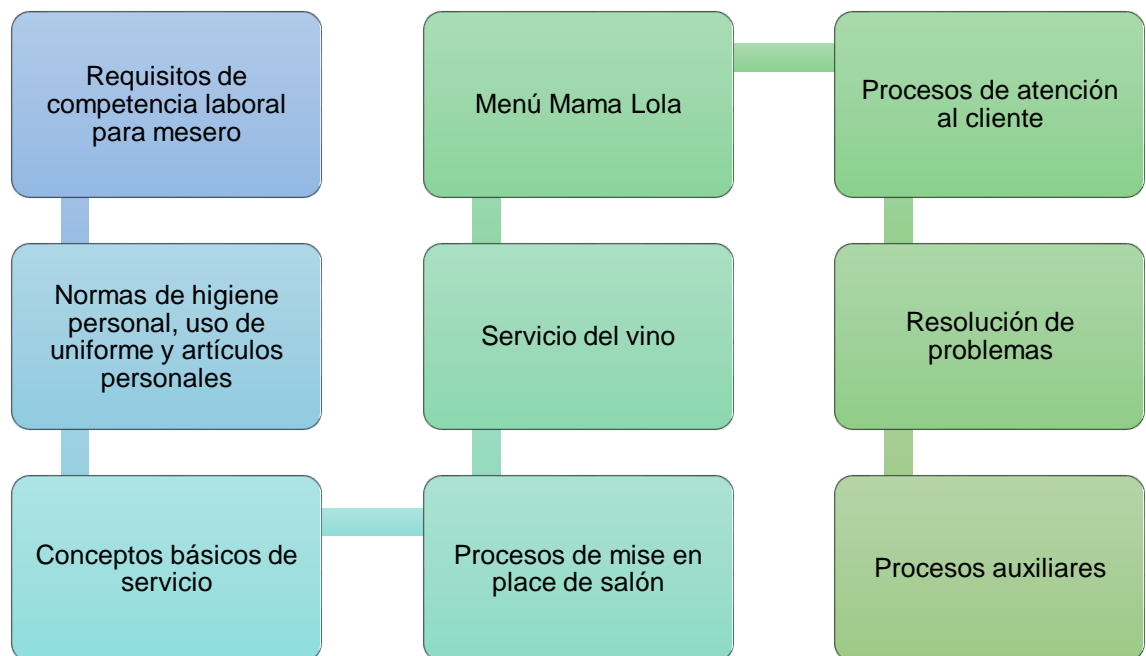 Requisitos de
competencia laboral
para mesero
Normas de higiene
personal, uso de
uniforme y artículos
personales
Conceptos básicos de
servicio
Procesos de mise en
place de salón
Servicio del vino
Menú Mama Lola
Procesos de atención
al cliente
Resolución de
problemas
Procesos auxiliares